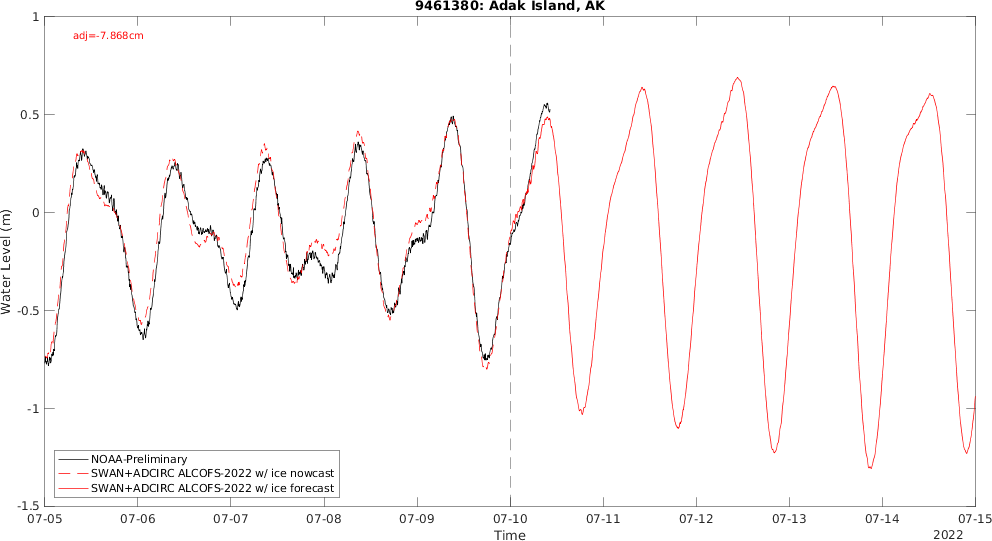 9461380: Adak Island, AK
adj=-7.868cm
1
0.5
0
-0.5
-1
-1.5
Water Level (m)
NOAA-Preliminary
SWAN+ADCIRC ALCOFS-2022 w/ ice nowcast
SWAN+ADCIRC ALCOFS-2022 w/ ice forecast
07-05 07-06 07-07 07-08 07-09 07-10 07-11 07-12 07-13 07-14 07-15
Time
2022